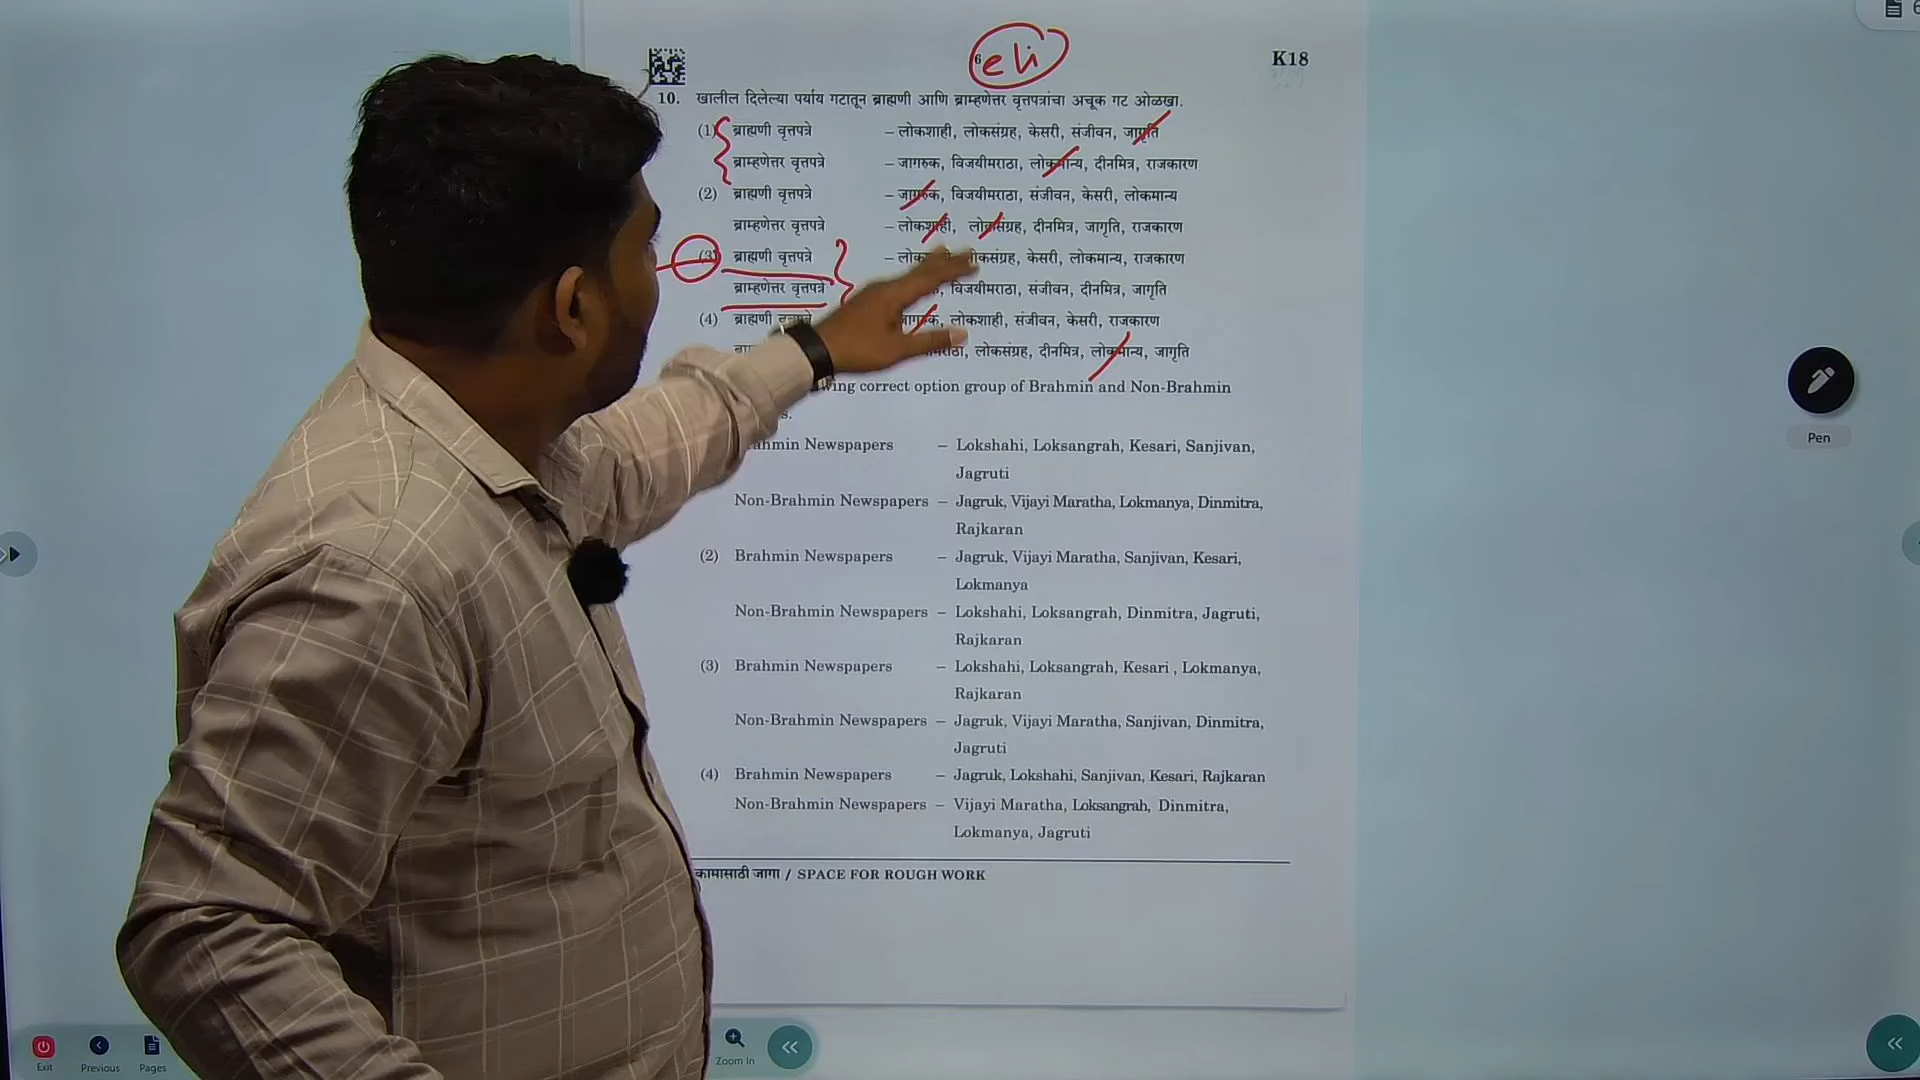 eli
6
K18
10. खालील दिलेल्या पर्याय गटातून ब्राह्मणी आणि ब्राम्हणेत्तर वृत्तपत्रांचा अचूक गट ओळखा.
(1) ब्राह्मणी वृत्तपत्रे – लोकशाही, लोकसंग्रह, केसरी, संजीवन, जागृति
ब्राम्हणेत्तर वृत्तपत्रे – जागरुक, विजयीमराठा, लोकमान्य, दीनमित्र, राजकारण
(2) ब्राह्मणी वृत्तपत्रे – जागरुक, विजयीमराठा, संजीवन, केसरी, लोकमान्य
ब्राम्हणेत्तर वृत्तपत्रे – लोकशाही, लोकसंग्रह, दीनमित्र, जागृति, राजकारण
(3) ब्राह्मणी वृत्तपत्रे – केसरी, लोकमान्य, राजकारण
ब्राम्हणेत्तर वृत्तपत्रे विजयीमराठा, संजीवन, दीनमित्र, जागृति
(4) ब्राह्मणी जागरुक, लोकशाही, संजीवन, केसरी, राजकारण
लोकसंग्रह, दीनमित्र, लोकमान्य, जागृति
correct option group of Brahmin and Non-Brahmin
Newspapers – Lokshahi, Loksangrah, Kesari, Sanjivan,
Jagruti
Non-Brahmin Newspapers – Jagruk, Vijayi Maratha, Lokmanya, Dinmitra,
Rajkaran
(2) Brahmin Newspapers – Jagruk, Vijayi Maratha, Sanjivan, Kesari,
Lokmanya
Non-Brahmin Newspapers – Lokshahi, Loksangrah, Dinmitra, Jagruti,
Rajkaran
(3) Brahmin Newspapers – Lokshahi, Loksangrah, Kesari , Lokmanya,
Rajkaran
Non-Brahmin Newspapers – Jagruk, Vijayi Maratha, Sanjivan, Dinmitra,
Jagruti
(4) Brahmin Newspapers – Jagruk, Lokshahi, Sanjivan, Kesari, Rajkaran
Non-Brahmin Newspapers – Vijayi Maratha, Loksangrah, Dinmitra,
Lokmanya, Jagruti
कामासाठी जागा / SPACE FOR ROUGH WORK
Pen
Exit
Previous
Pages
Zoom In